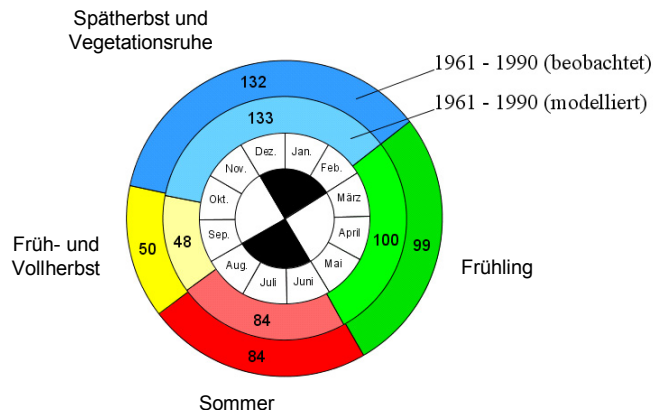 Spätherbst und
Vegetationsruhe
1961 - 1990 (beobachtet)
1961 - 1990 (modelliert)
132
133
Dez.
Jan.
Nov.
Feb.
Okt.
März
Sep.
April
Aug.
Mai
Juli
Juni
Früh- und
Vollherbst
50
48
100
99
Frühling
84
84
Sommer